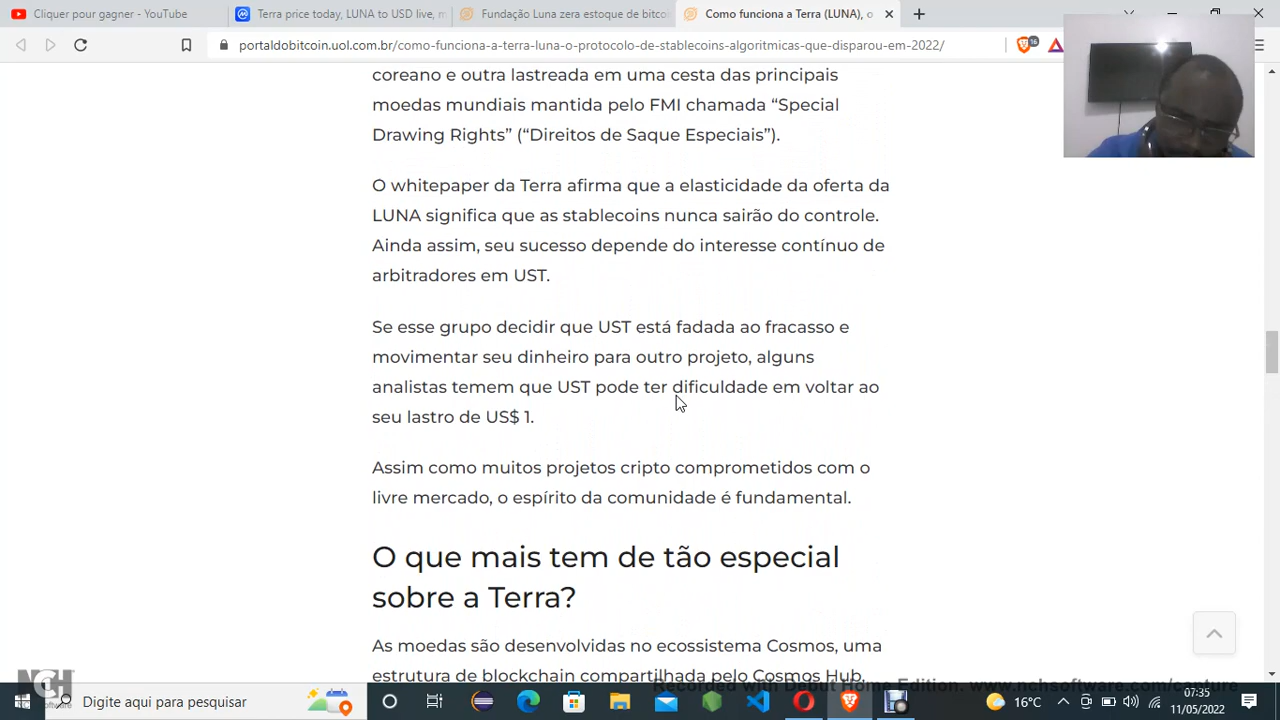 Cliquer pour gagner - YouTube
Terra price today, LUNA to USD live, m
Fundação Luna zera estoque de bitco
Como funciona a Terra (LUNA), o
portaldobitcoin.uol.com.br/como-funciona-a-terra-luna-o-protocolo-de-stablecoins-algoritmicas-que-disparou-em-2022/
16
coreano e outra lastreada em uma cesta das principais
moedas mundiais mantida pelo FMI chamada “Special
Drawing Rights” (“Direitos de Saque Especiais”).
O whitepaper da Terra afirma que a elasticidade da oferta da
LUNA significa que as stablecoins nunca sairão do controle.
Ainda assim, seu sucesso depende do interesse contínuo de
arbitradores em UST.
Se esse grupo decidir que UST está fadada ao fracasso e
movimentar seu dinheiro para outro projeto, alguns
analistas temem que UST pode ter dificuldade em voltar ao
seu lastro de US$ 1.
Assim como muitos projetos cripto comprometidos com o
livre mercado, o espírito da comunidade é fundamental.
O que mais tem de tão especial
sobre a Terra?
As moedas são desenvolvidas no ecossistema Cosmos, uma
estrutura de blockchain compartilhada pelo Cosmos Hub,
NCH
Recorded with Debut Home Edition. www.nchsoftware.com/capture
Digite aqui para pesquisar
16°C
07:35
11/05/2022